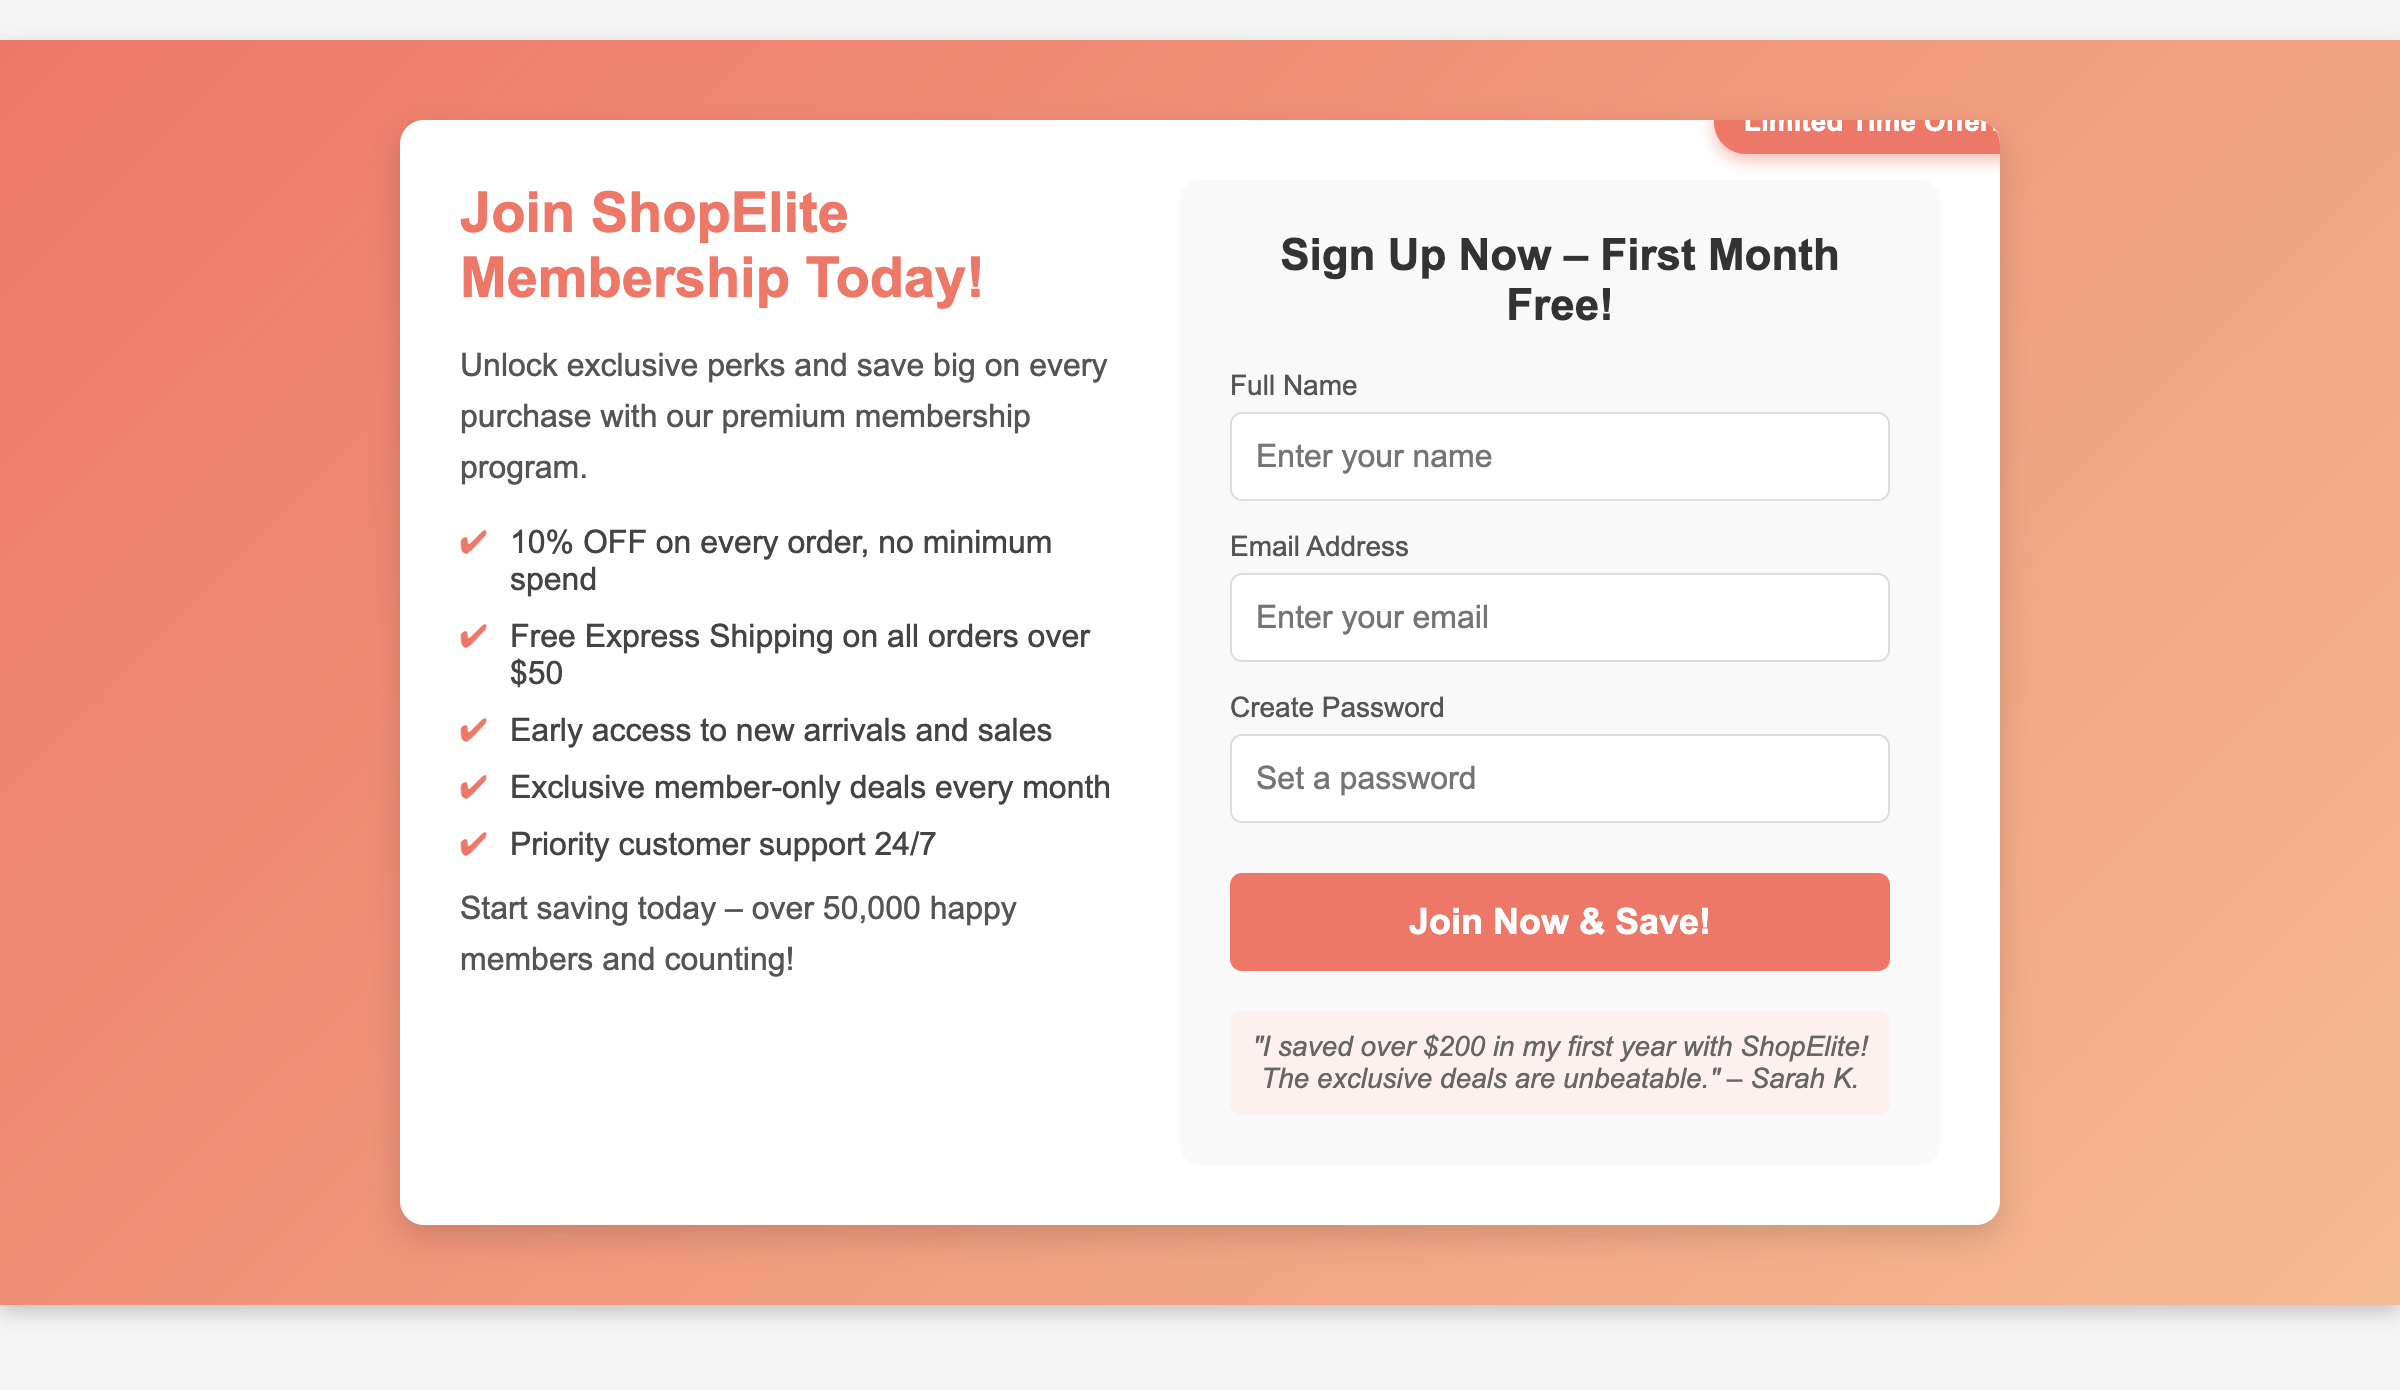 Limited Time Offer!
Join ShopElite
Membership Today!
Unlock exclusive perks and save big on every
purchase with our premium membership
program.
✔ 10% OFF on every order, no minimum
spend
✔ Free Express Shipping on all orders over
$50
✔ Early access to new arrivals and sales
✔ Exclusive member-only deals every month
✔ Priority customer support 24/7
Start saving today – over 50,000 happy
members and counting!
Sign Up Now – First Month
Free!
Full Name
Enter your name
Email Address
Enter your email
Create Password
Set a password
Join Now & Save!
"I saved over $200 in my first year with ShopElite!
The exclusive deals are unbeatable." – Sarah K.